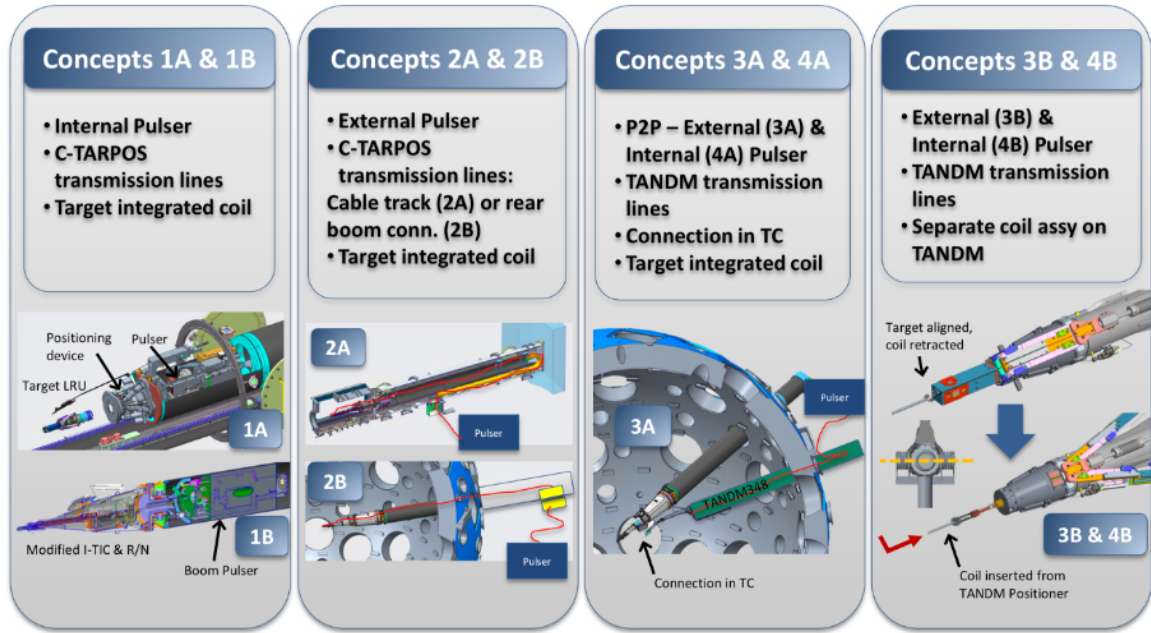 Concepts 1A & 1B
• Internal Pulser
• C-TARPOS
transmission lines
• Target integrated coil
Positioning
device
Pulser
Target LRU
1A
1B
Modified I-TIC & R/N
Boom Pulser
Concepts 2A & 2B
• External Pulser
• C-TARPOS
transmission lines:
Cable track (2A) or rear
boom conn. (2B)
• Target integrated coil
2A
Pulser
2B
Pulser
Concepts 3A & 4A
• P2P – External (3A) &
Internal (4A) Pulser
• TANDM transmission
lines
• Connection in TC
• Target integrated coil
Pulser
3A
TANDM348
Connection in TC
Concepts 3B & 4B
• External (3B) &
Internal (4B) Pulser
• TANDM transmission
lines
• Separate coil assy on
TANDM
Target aligned,
coil retracted
3B & 4B
Coil inserted from
TANDM Positioner